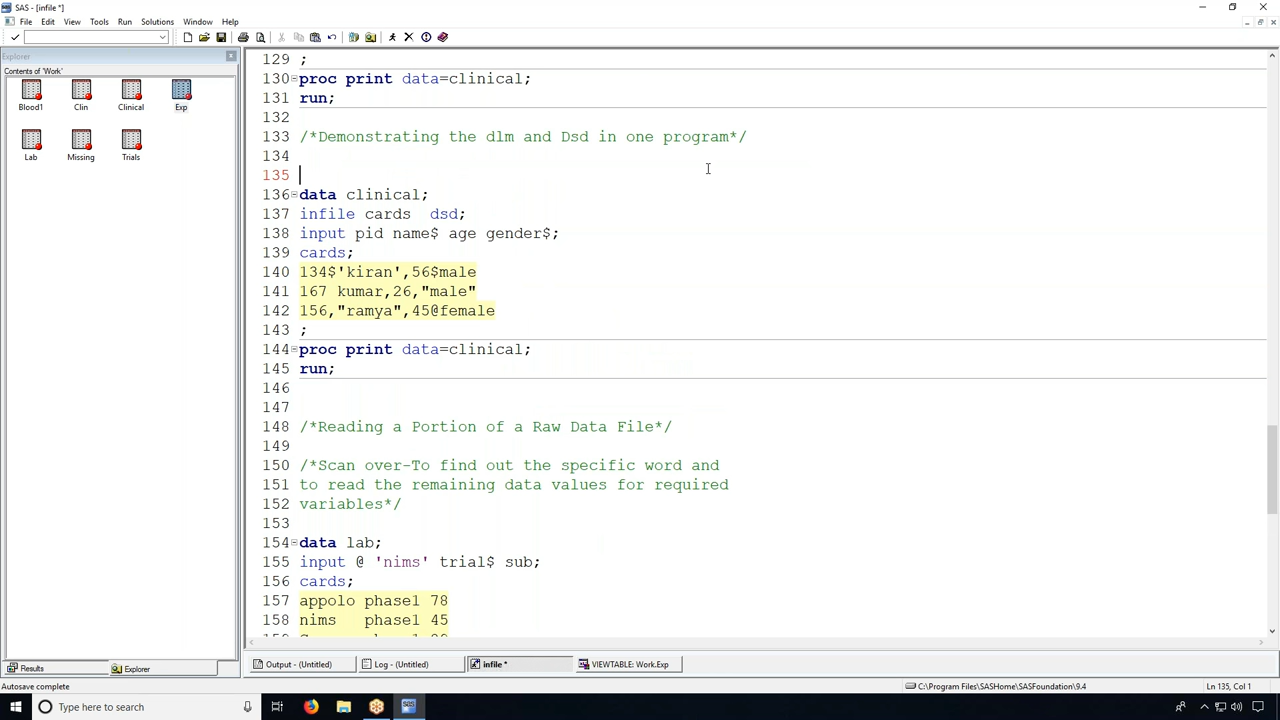 SAS - [infile *]
File Edit View Tools Run Solutions Window Help
Explorer
Contents of 'Work'
Blood1 Clin Clinical Exp
Lab Missing Trials
129 ;
130 proc print data=clinical;
131 run;
132
133 /*Demonstrating the dlm and Dsd in one program*/
134
135
136 data clinical;
137 infile cards  dsd;
138 input pid name$ age gender$;
139 cards;
140 134$'kiran',56$male
141 167 kumar,26,"male"
142 156,"ramya",45@female
143 ;
144 proc print data=clinical;
145 run;
146
147
148 /*Reading a Portion of a Raw Data File*/
149
150 /*Scan over-To find out the specific word and
151 to read the remaining data values for required
152 variables*/
153
154 data lab;
155 input @ 'nims' trial$ sub;
156 cards;
157 appolo phase1 78
158 nims   phase1 45
Results Explorer
Output - (Untitled) Log - (Untitled) infile * VIEWTABLE: Work.Exp
Autosave complete
C:\Program Files\SASHome\SASFoundation\9.4
Ln 135, Col 1
Type here to search